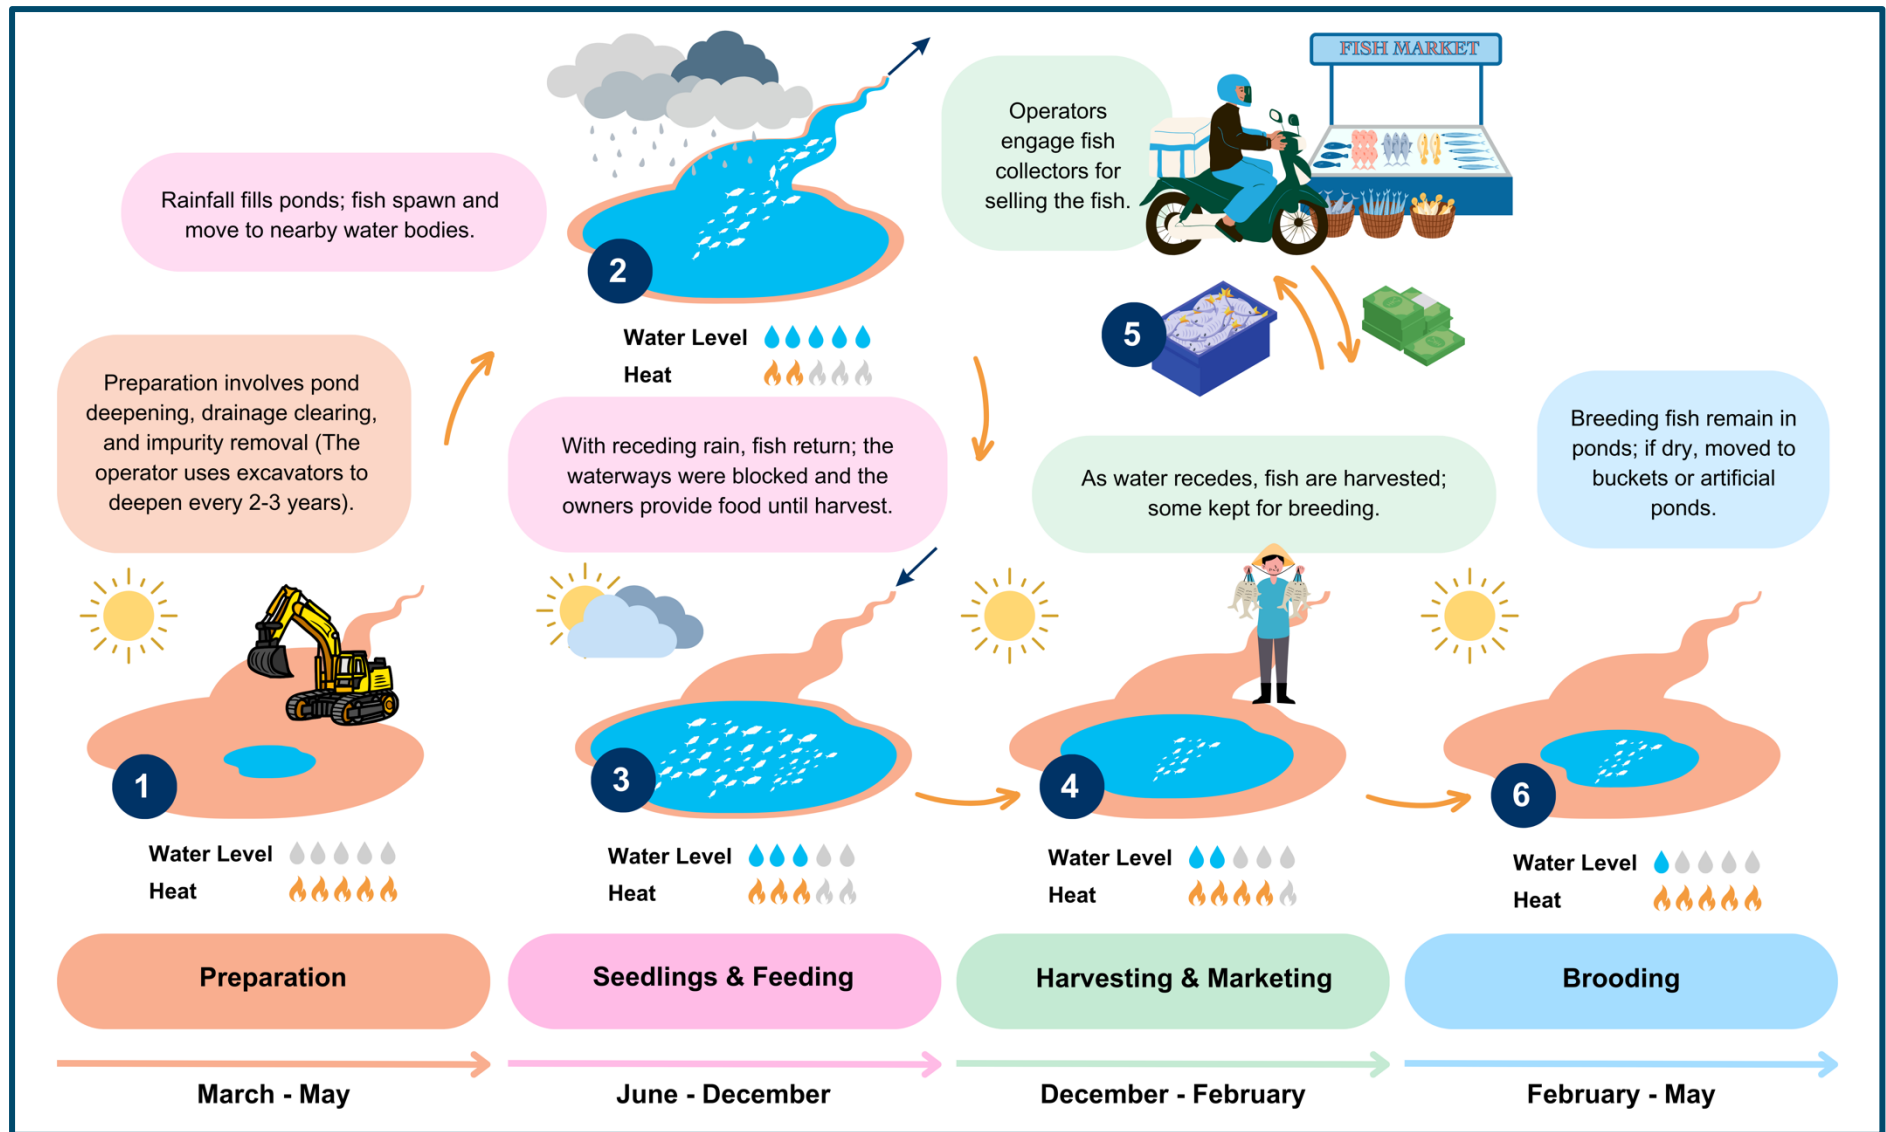 Preparation involves pond
deepening, drainage clearing,
and impurity removal (The
operator uses excavators to
deepen every 2-3 years).
1
Water Level
Heat
Rainfall fills ponds; fish spawn and
move to nearby water bodies.
2
Water Level
Heat
With receding rain, fish return; the
waterways were blocked and the
owners provide food until harvest.
3
Water Level
Heat
As water recedes, fish are harvested;
some kept for breeding.
4
Water Level
Heat
Operators
engage fish
collectors for
selling the fish.
FISH MARKET
5
Breeding fish remain in
ponds; if dry, moved to
buckets or artificial
ponds.
6
Water Level
Heat
Preparation
Seedlings & Feeding
Harvesting & Marketing
Brooding
March - May
June - December
December - February
February - May